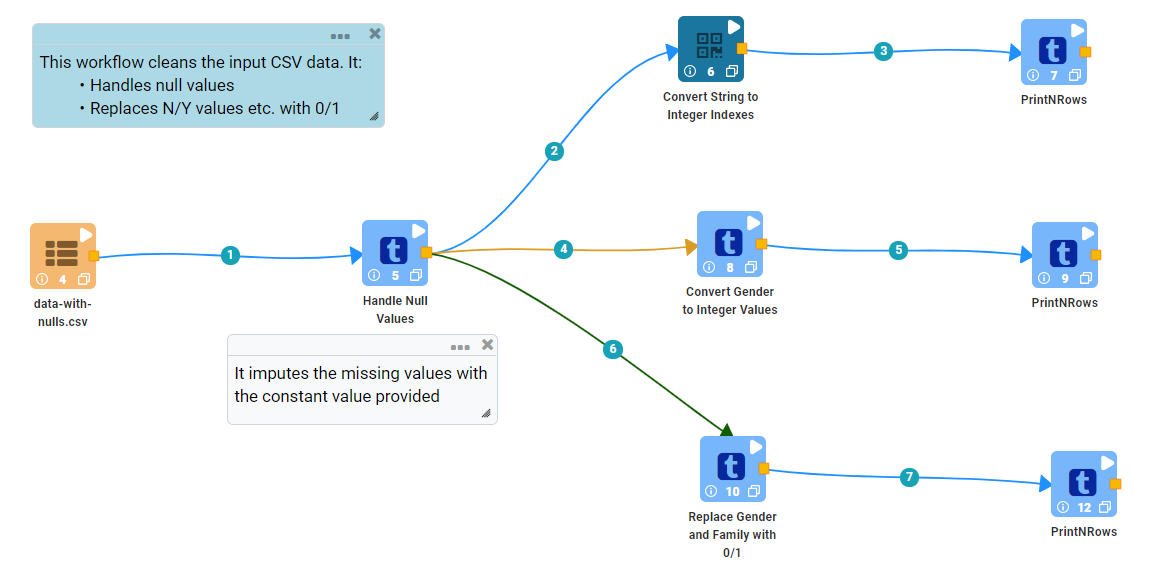 This workflow cleans the input CSV data. It:
• Handles null values
• Replaces N/Y values etc. with 0/1
6
Convert String to
Integer Indexes
3
t
7
PrintNRows
2
4
data-with-
nulls.csv
1
t
5
Handle Null
Values
4
t
8
Convert Gender
to Integer Values
5
t
9
PrintNRows
It imputes the missing values with
the constant value provided
6
t
10
Replace Gender
and Family with
0/1
7
t
12
PrintNRows